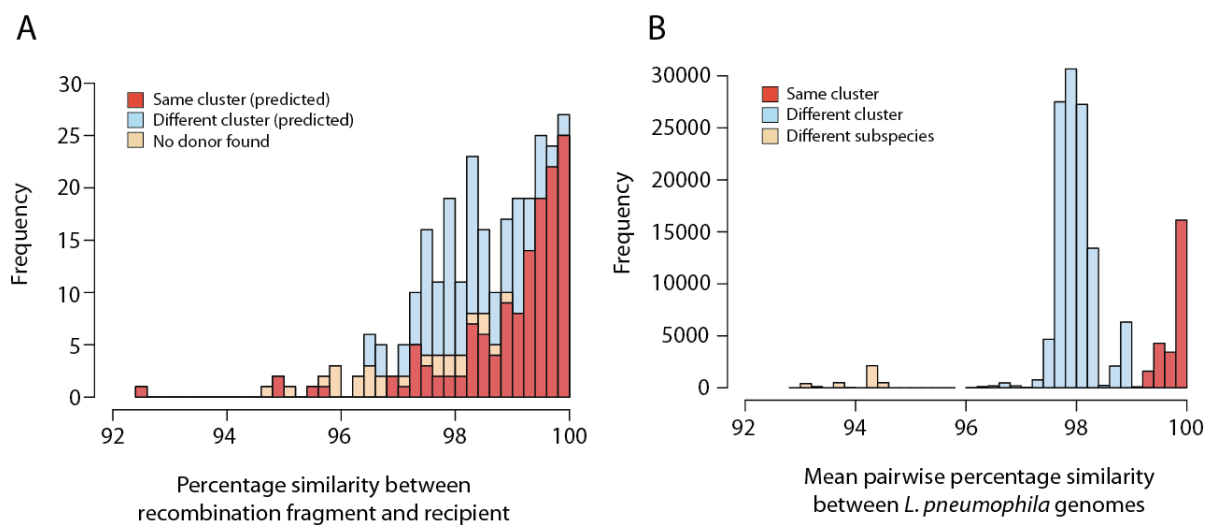 A
30
25
20
15
10
5
0
Frequency
Same cluster (predicted)
Different cluster (predicted)
No donor found
92 94 96 98 100
Percentage similarity between
recombination fragment and recipient
B
30000
25000
20000
15000
10000
5000
0
Frequency
Same cluster
Different cluster
Different subspecies
92 94 96 98 100
Mean pairwise percentage similarity
between L. pneumophila genomes